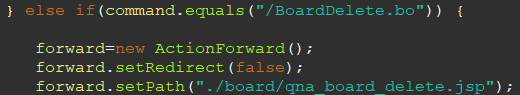 } else if(command.equals("/BoardDelete.bo")) {
forward=new ActionForward();
forward.setRedirect(false);
forward.setPath("./board/qna_board_delete.jsp");